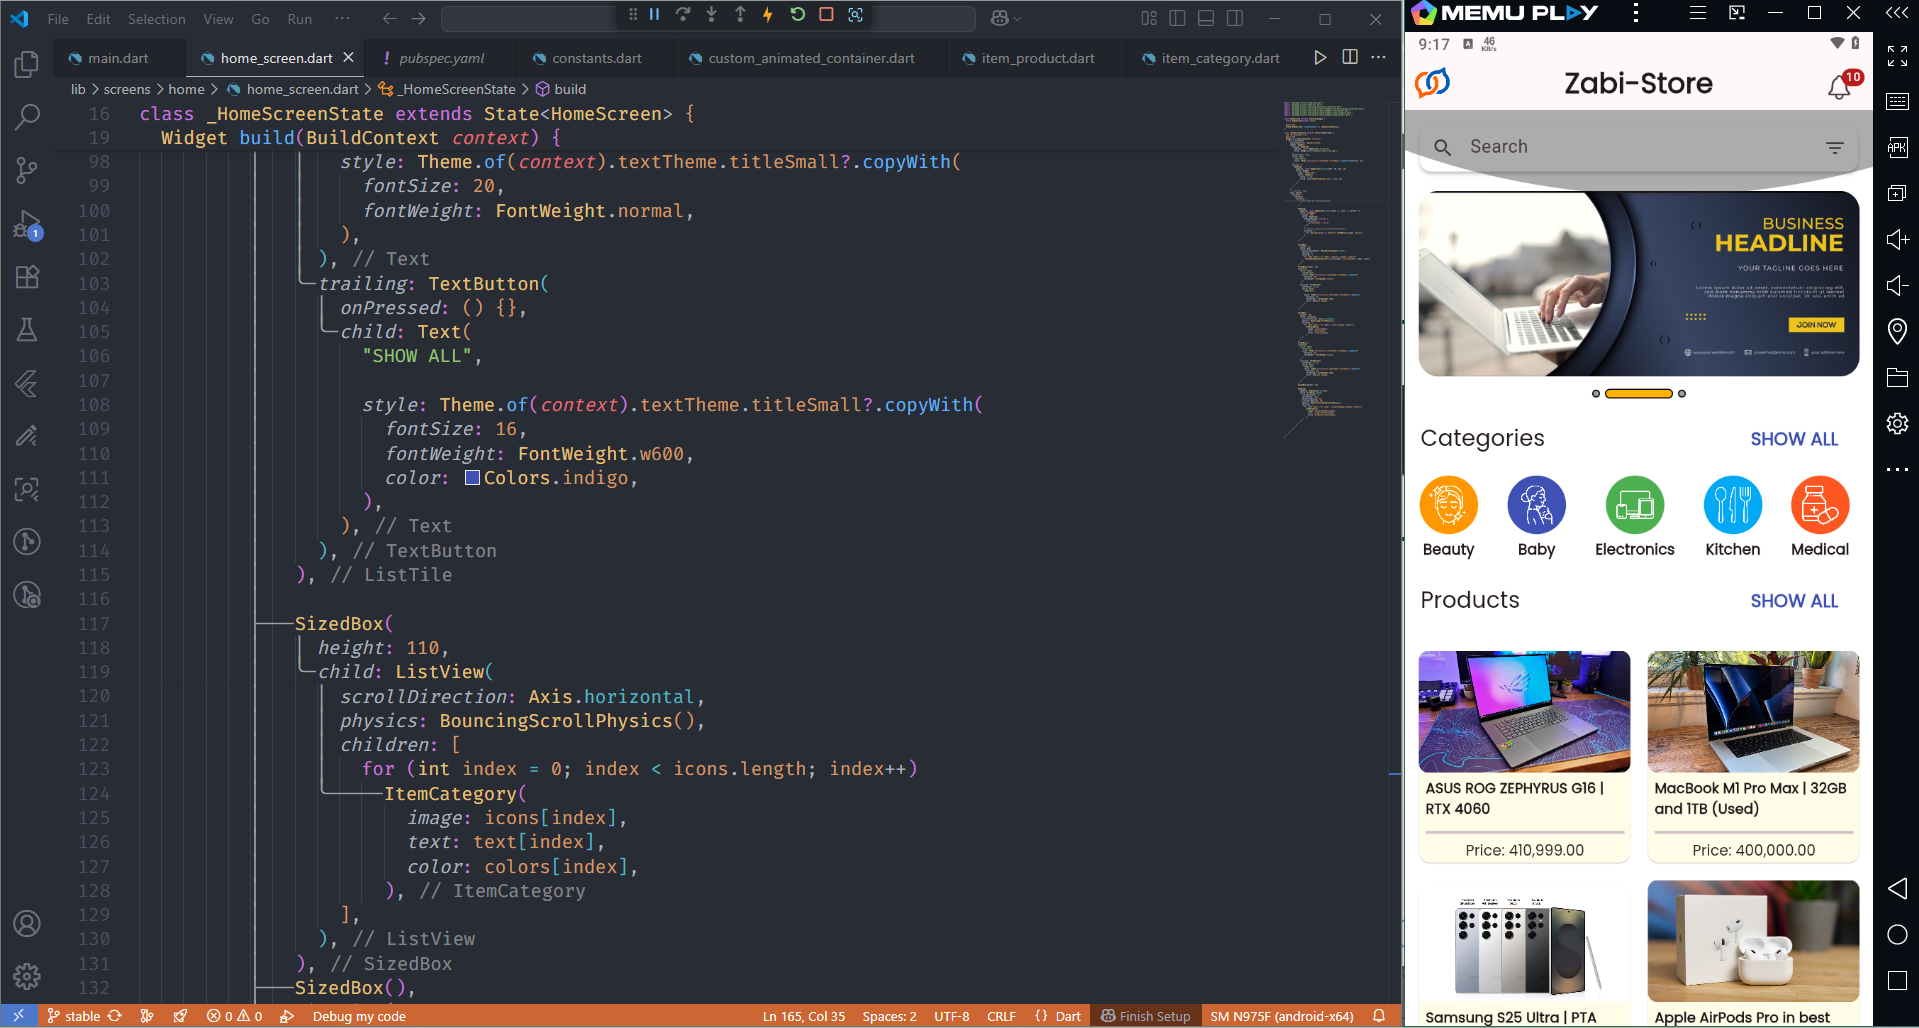 File Edit Selection View Go Run ···
main.dart
home_screen.dart
! pubspec.yaml
constants.dart
custom_animated_container.dart
item_product.dart
item_category.dart
lib > screens > home > home_screen.dart > _HomeScreenState > build
16 class _HomeScreenState extends State<HomeScreen> {
19 Widget build(BuildContext context) {
98 style: Theme.of(context).textTheme.titleSmall?.copyWith(
99 fontSize: 20,
100 fontWeight: FontWeight.normal,
101 ),
102 ), // Text
103 trailing: TextButton(
104 onPressed: () {},
105 child: Text(
106 "SHOW ALL",
107
108 style: Theme.of(context).textTheme.titleSmall?.copyWith(
109 fontSize: 16,
110 fontWeight: FontWeight.w600,
111 color: Colors.indigo,
112 ),
113 ), // Text
114 ), // TextButton
115 ), // ListTile
116
117 SizedBox(
118 height: 110,
119 child: ListView(
120 scrollDirection: Axis.horizontal,
121 physics: BouncingScrollPhysics(),
122 children: [
123 for (int index = 0; index < icons.length; index++)
124 ItemCategory(
125 image: icons[index],
126 text: text[index],
127 color: colors[index],
128 ), // ItemCategory
129 ],
130 ), // ListView
131 ), // SizedBox
132 SizedBox(),
1
stable
0 0
Debug my code
Ln 165, Col 35
Spaces: 2
UTF-8
CRLF
{} Dart
Finish Setup
SM N975F (android-x64)
MEMU PLAY
9:17 A 46 KB/s
Zabi-Store
10
Search
BUSINESS
HEADLINE
YOUR TAGLINE GOES HERE
JOIN NOW
Categories SHOW ALL
Beauty Baby Electronics Kitchen Medical
Products SHOW ALL
ASUS ROG ZEPHYRUS G16 |
RTX 4060
Price: 410,999.00
MacBook M1 Pro Max | 32GB
and 1TB (Used)
Price: 400,000.00
Samsung S25 Ultra | PTA
Apple AirPods Pro in best
APK